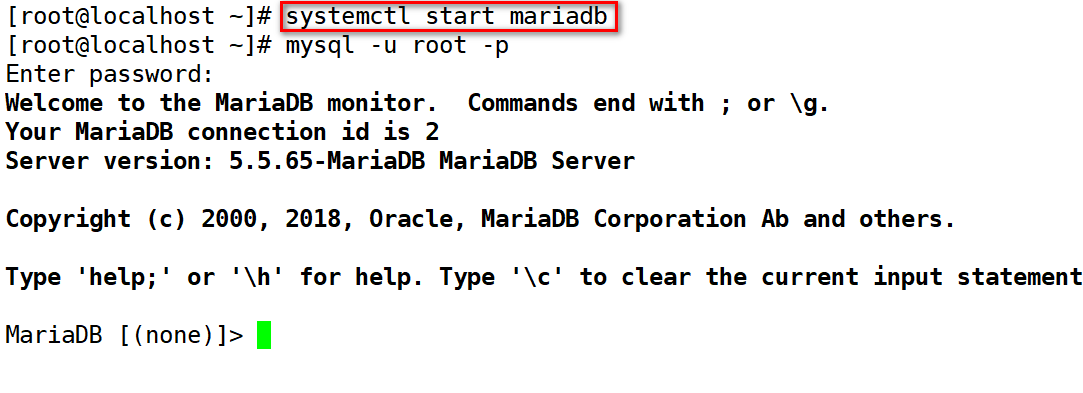 [root@localhost ~]# systemctl start mariadb
[root@localhost ~]# mysql -u root -p
Enter password:
Welcome to the MariaDB monitor.  Commands end with ; or \g.
Your MariaDB connection id is 2
Server version: 5.5.65-MariaDB MariaDB Server
Copyright (c) 2000, 2018, Oracle, MariaDB Corporation Ab and others.
Type 'help;' or '\h' for help. Type '\c' to clear the current input statement
MariaDB [(none)]>